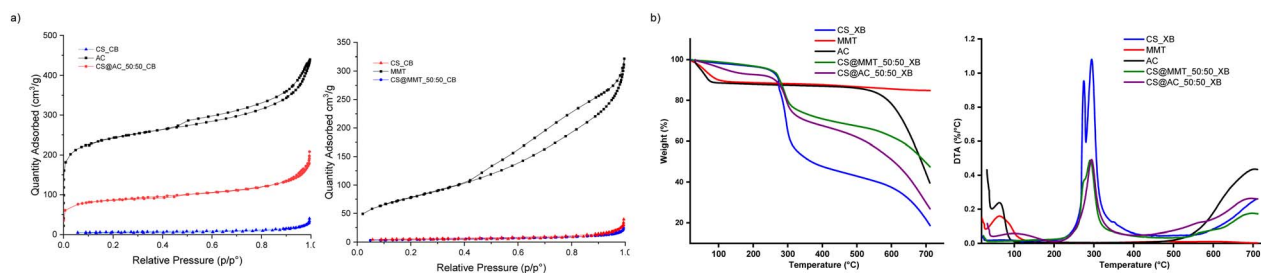 a)
500
400
300
200
100
0
Quantity Adsorbed (cm³/g)
CS_CB
AC
CS@AC_50:50_CB
0.0 0.2 0.4 0.6 0.8 1.0
Relative Pressure (p/p°)
350
300
250
200
150
100
50
0
Quantity Adsorbed cm³/g
CS_CB
MMT
CS@MMT_50:50_CB
0.0 0.2 0.4 0.6 0.8 1.0
Relative Pressure (p/p°)
b)
CS_XB
MMT
AC
CS@MMT_50:50_XB
CS@AC_50:50_XB
100
80
60
40
20
Weight (%)
100 200 300 400 500 600 700
Temperature (°C)
CS_XB
MMT
AC
CS@MMT_50:50_XB
CS@AC_50:50_XB
1.2
1.0
0.8
0.6
0.4
0.2
0.0
DTA (%/°C)
100 200 300 400 500 600 700
Temperature (°C)